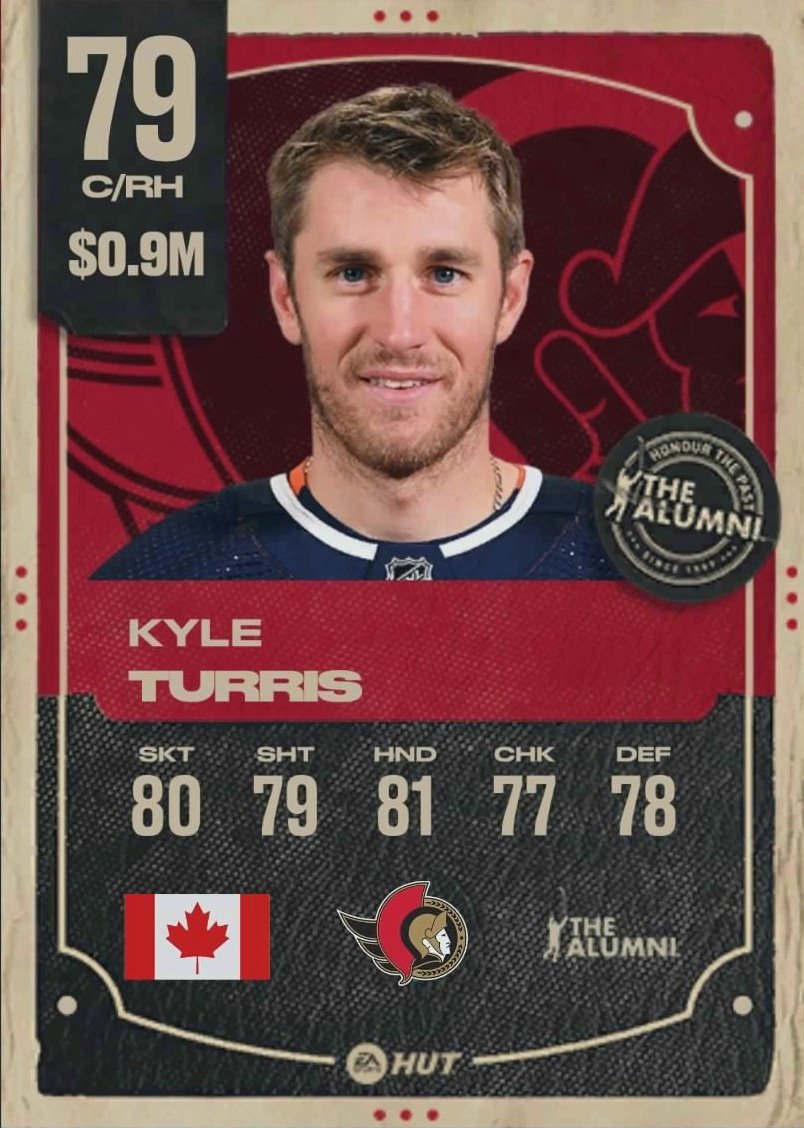 79
C/RH
$0.9M
HONOUR THE PAST
THE
ALUMNI
KYLE
TURRIS
SKT SHT HND CHK DEF
80 79 81 77 78
THE
ALUMNI
EA
HUT